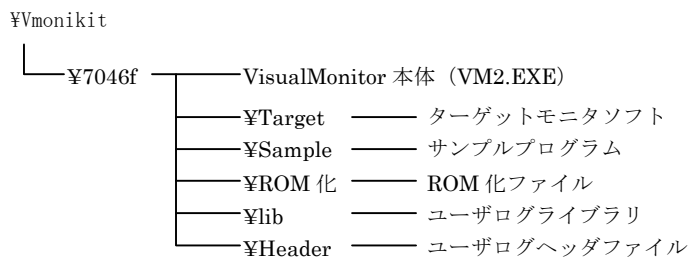 ¥Vmonikit
¥7046f VisualMonitor 本体（VM2.EXE）
¥Target ターゲットモニタソフト
¥Sample サンプルプログラム
¥ROM 化 ROM 化ファイル
¥lib ユーザログライブラリ
¥Header ユーザログヘッダファイル